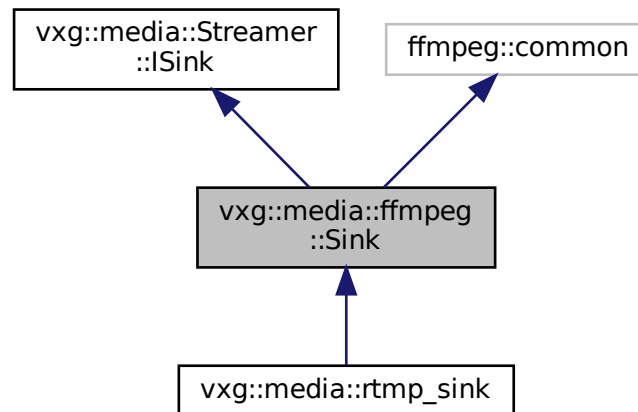 vxg::media::Streamer
::ISink
ffmpeg::common
vxg::media::ffmpeg
::Sink
vxg::media::rtmp_sink